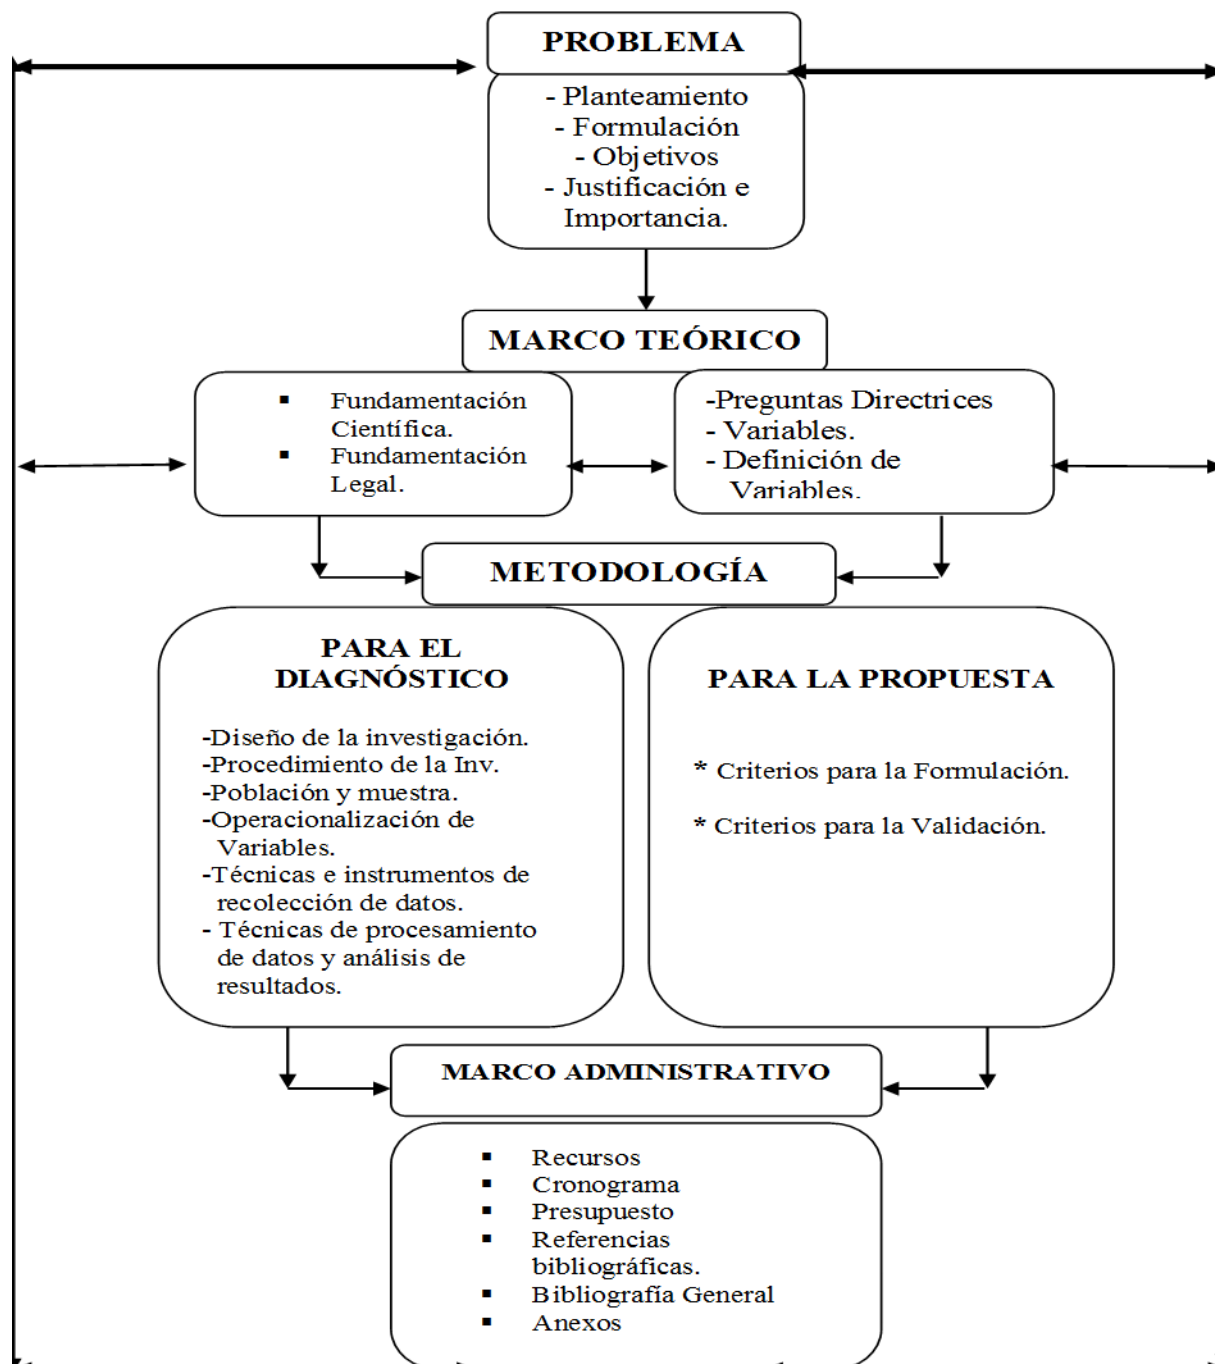 PROBLEMA
- Planteamiento
- Formulación
- Objetivos
- Justificación e
Importancia.
MARCO TEÓRICO
▪ Fundamentación
Científica.
▪ Fundamentación
Legal.
-Preguntas Directrices
- Variables.
- Definición de
Variables.
METODOLOGÍA
PARA EL
DIAGNÓSTICO
-Diseño de la investigación.
-Procedimiento de la Inv.
-Población y muestra.
-Operacionalización de
Variables.
-Técnicas e instrumentos de
recolección de datos.
- Técnicas de procesamiento
de datos y análisis de
resultados.
PARA LA PROPUESTA
* Criterios para la Formulación.
* Criterios para la Validación.
MARCO ADMINISTRATIVO
▪ Recursos
▪ Cronograma
▪ Presupuesto
▪ Referencias
bibliográficas.
▪ Bibliografía General
▪ Anexos